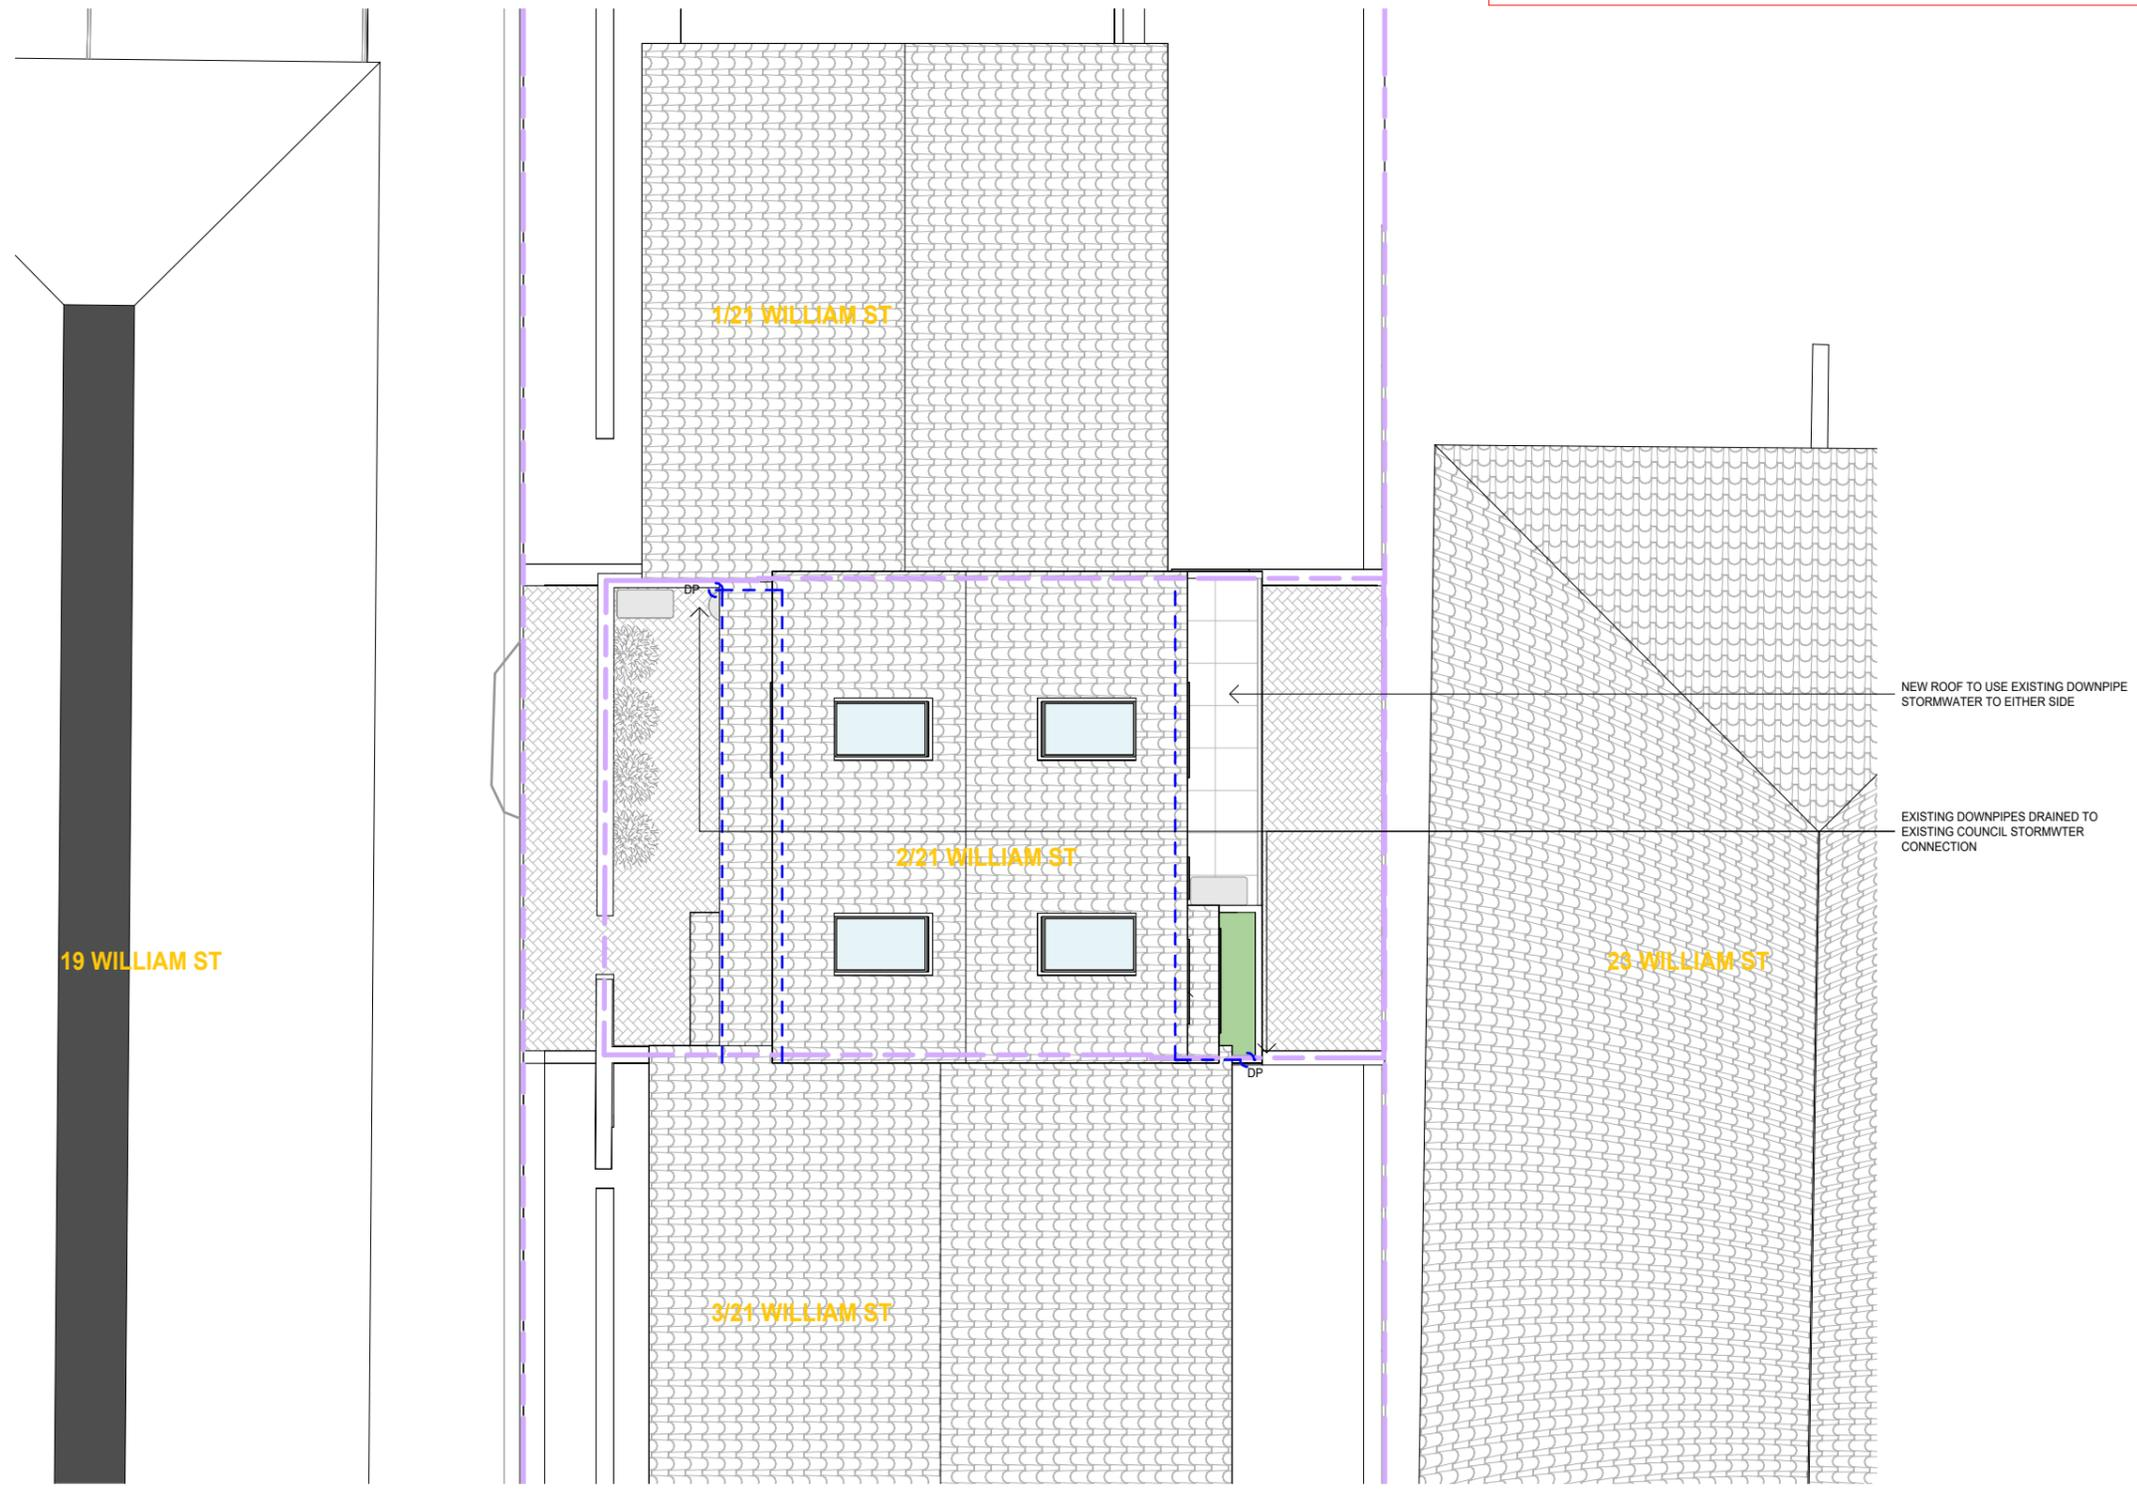 1/21 WILLIAM ST
DP
NEW ROOF TO USE EXISTING DOWNPIPE
STORMWATER TO EITHER SIDE
EXISTING DOWNPIPES DRAINED TO
EXISTING COUNCIL STORMWTER
CONNECTION
2/21 WILLIAM ST
19 WILLIAM ST
23 WILLIAM ST
DP
3/21 WILLIAM ST